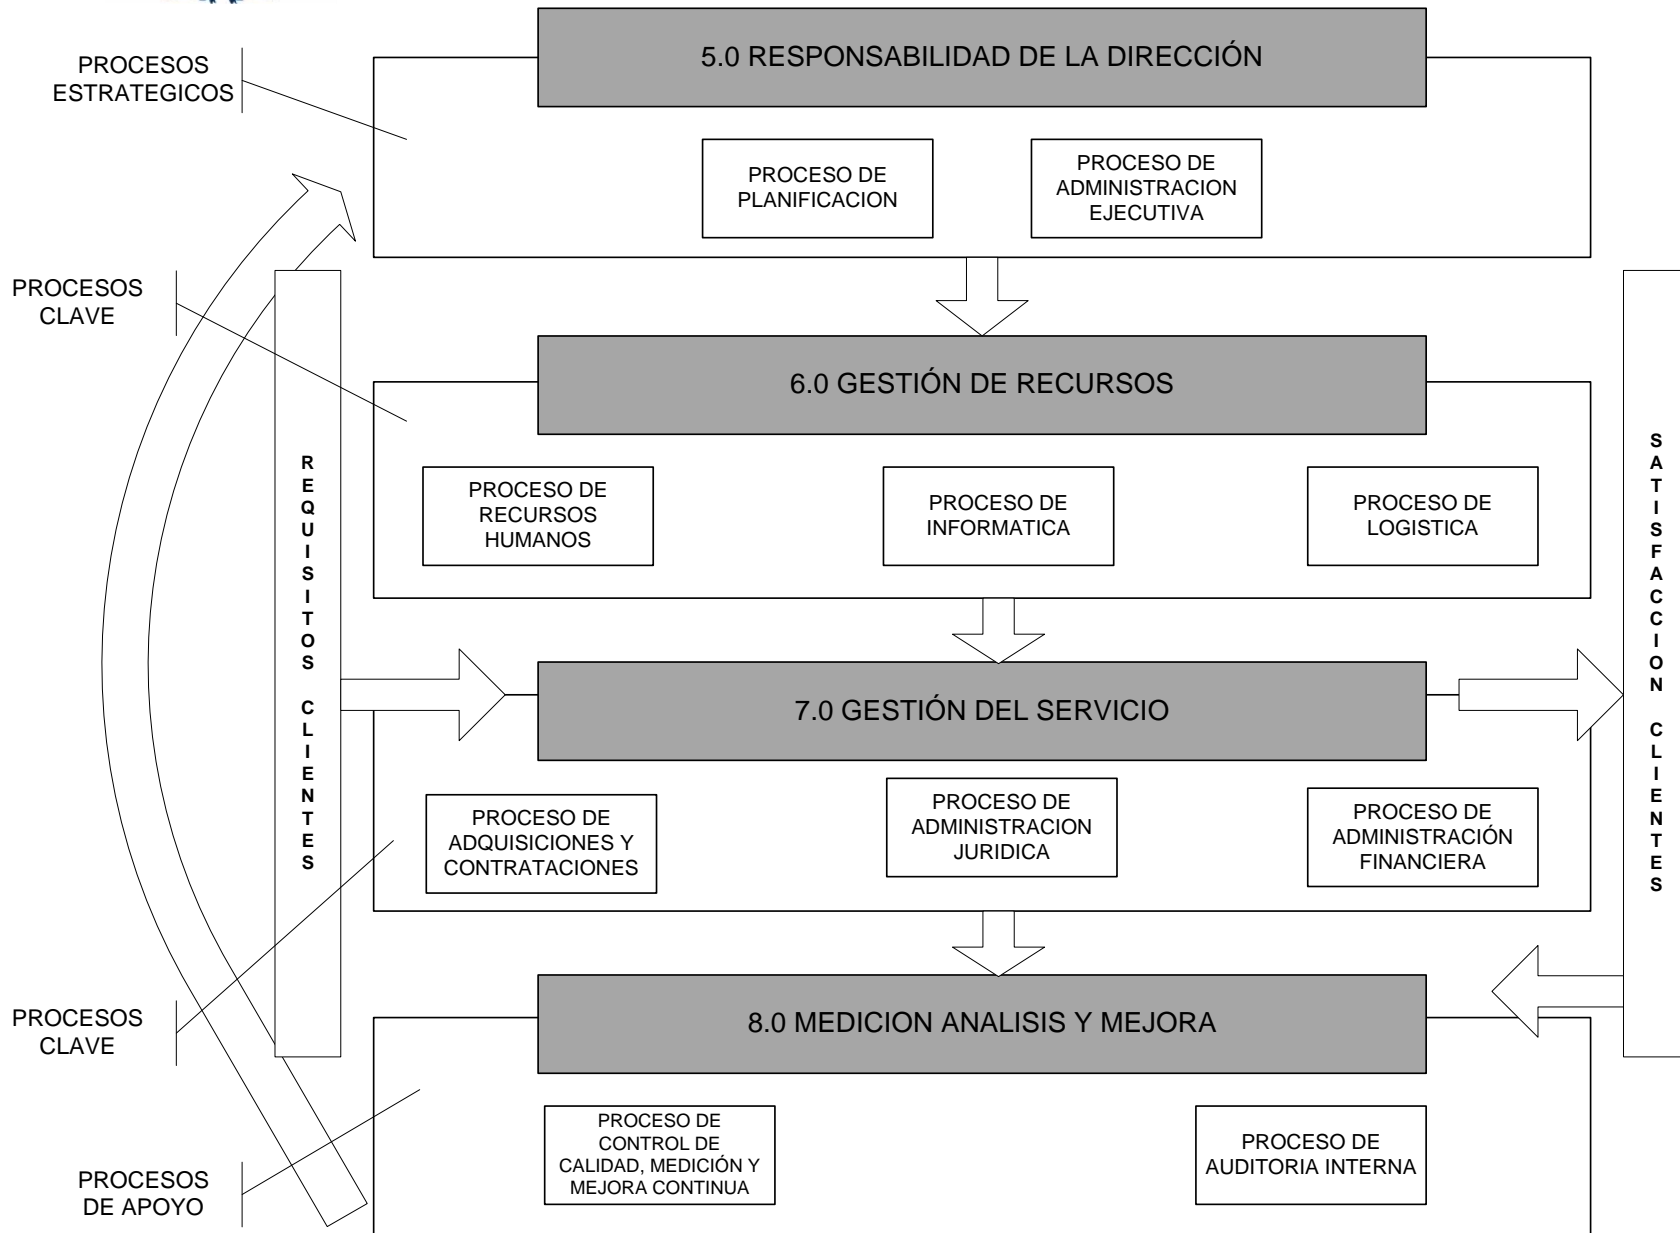 5.0 RESPONSABILIDAD DE LA DIRECCIÓN
PROCESOS
ESTRATEGICOS
PROCESO DE
PLANIFICACION
PROCESO DE
ADMINISTRACION
EJECUTIVA
PROCESOS
CLAVE
6.0 GESTIÓN DE RECURSOS
PROCESO DE
RECURSOS
HUMANOS
PROCESO DE
INFORMATICA
PROCESO DE
LOGISTICA
REQUISITOS CLIENTES
SATISFACCION CLIENTES
7.0 GESTIÓN DEL SERVICIO
PROCESO DE
ADQUISICIONES Y
CONTRATACIONES
PROCESO DE
ADMINISTRACION
JURIDICA
PROCESO DE
ADMINISTRACIÓN
FINANCIERA
PROCESOS
CLAVE
8.0 MEDICION ANALISIS Y MEJORA
PROCESO DE
CONTROL DE
CALIDAD, MEDICIÓN Y
MEJORA CONTINUA
PROCESO DE
AUDITORIA INTERNA
PROCESOS
DE APOYO